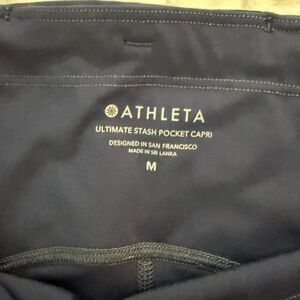 ATHLETA
ULTIMATE STASH POCKET CAPRI
DESIGNED IN SAN FRANCISCO
MADE IN SRI LANKA
M